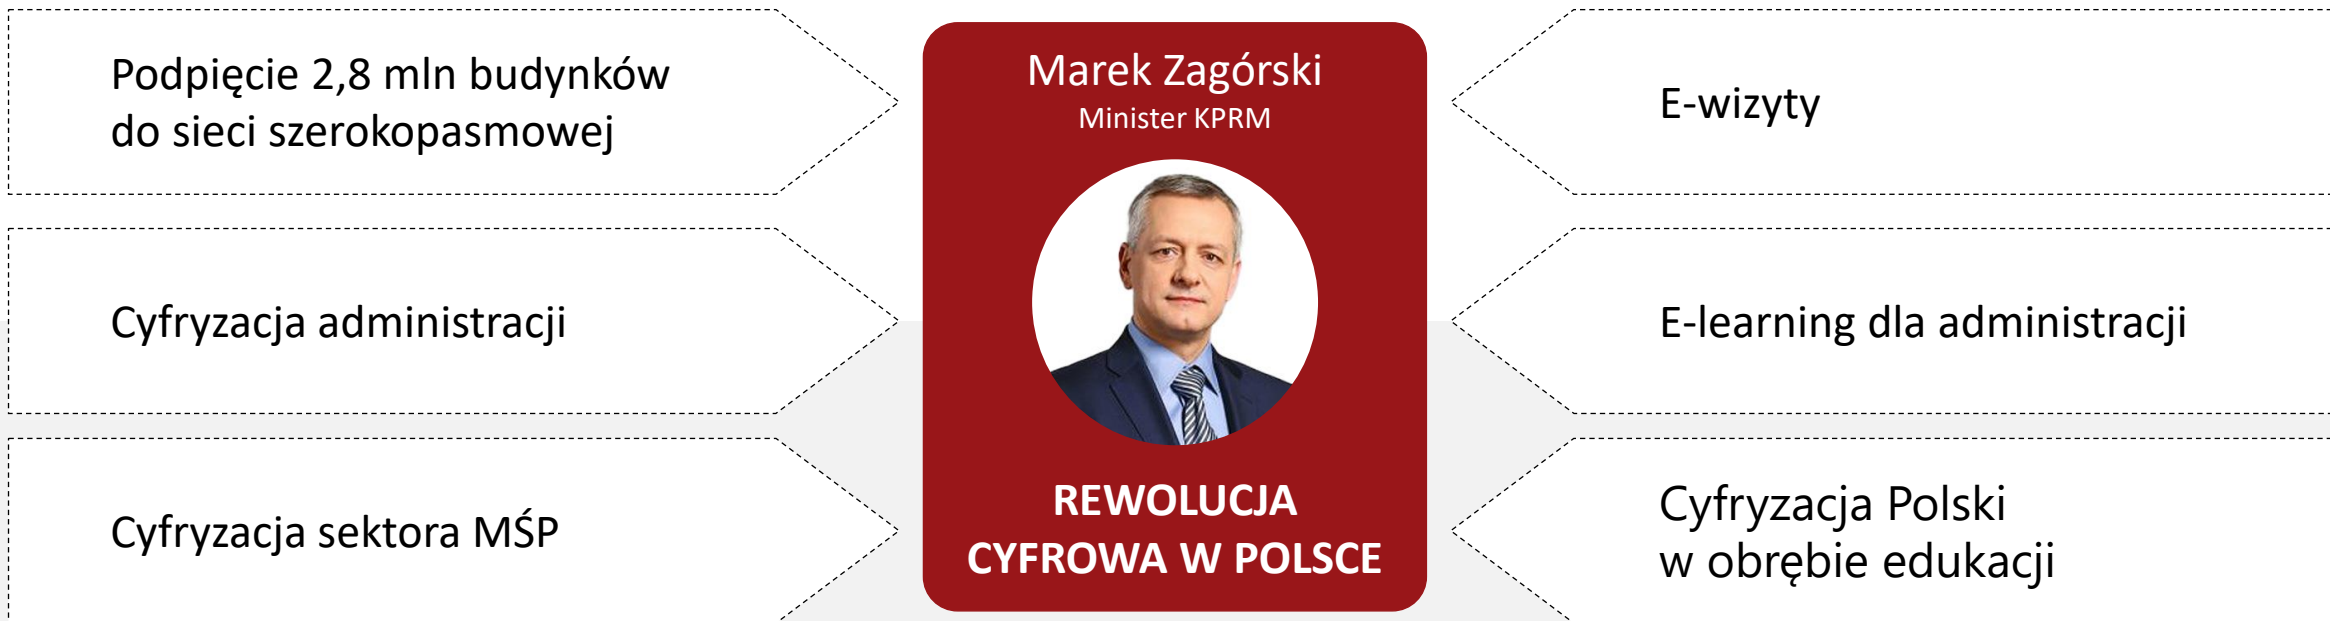 Podpięcie 2,8 mln budynków
do sieci szerokopasmowej
Cyfryzacja administracji
Cyfryzacja sektora MŚP
Marek Zagórski
Minister KPRM
REWOLUCJA
CYFROWA W POLSCE
E-wizyty
E-learning dla administracji
Cyfryzacja Polski
w obrębie edukacji